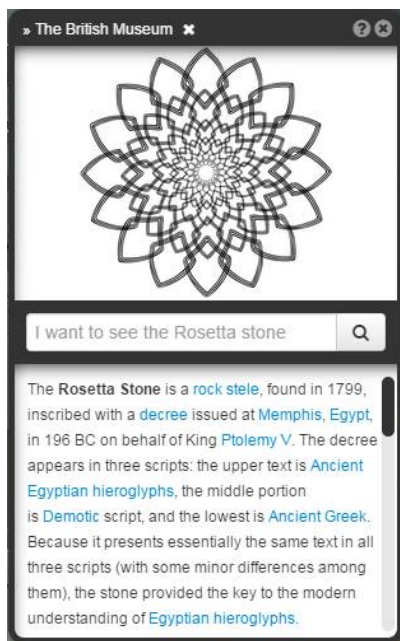 » The British Museum ✖
I want to see the Rosetta stone
The Rosetta Stone is a rock stele, found in 1799,
inscribed with a decree issued at Memphis, Egypt,
in 196 BC on behalf of King Ptolemy V. The decree
appears in three scripts: the upper text is Ancient
Egyptian hieroglyphs, the middle portion
is Demotic script, and the lowest is Ancient Greek.
Because it presents essentially the same text in all
three scripts (with some minor differences among
them), the stone provided the key to the modern
understanding of Egyptian hieroglyphs.